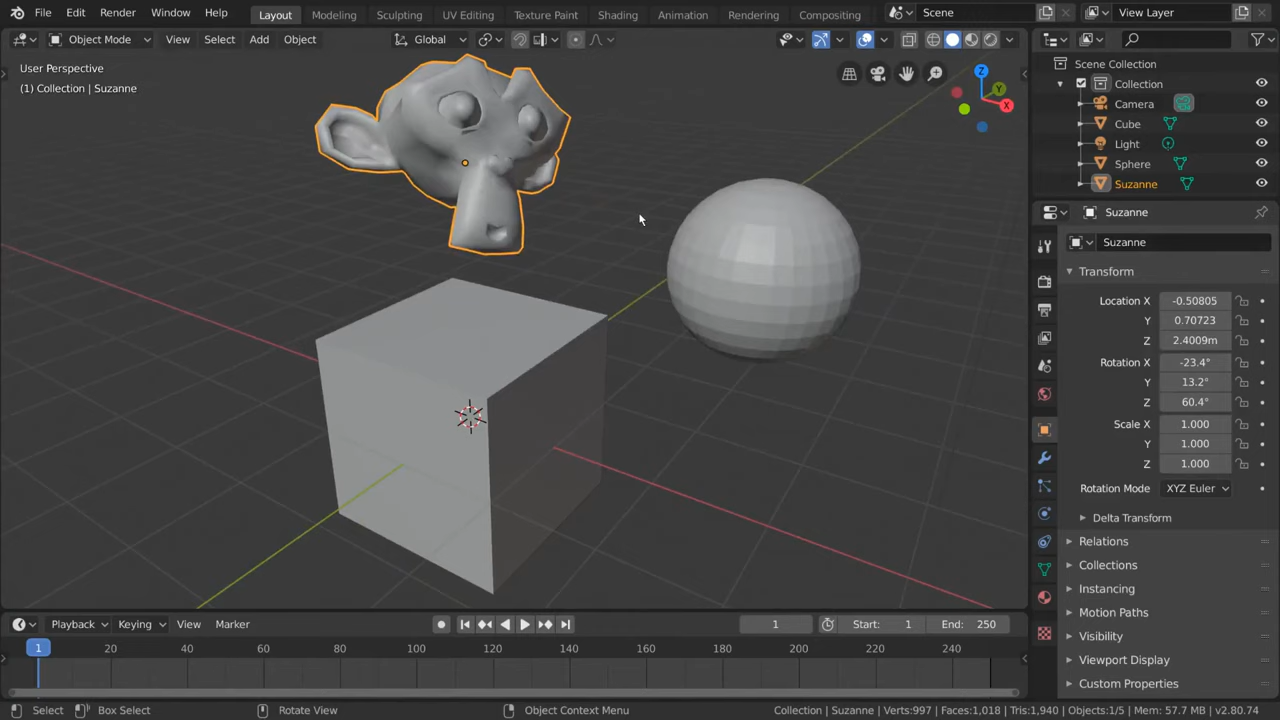 File Edit Render Window Help Layout Modeling Sculpting UV Editing Texture Paint Shading Animation Rendering Compositing Scene View Layer
Object Mode View Select Add Object Global
User Perspective
(1) Collection | Suzanne
Z
Y
X
Scene Collection
Collection
Camera
Cube
Light
Sphere
Suzanne
Suzanne
Suzanne
Transform
Location X -0.50805
Y 0.70723
Z 2.4009m
Rotation X -23.4°
Y 13.2°
Z 60.4°
Scale X 1.000
Y 1.000
Z 1.000
Rotation Mode XYZ Euler
Delta Transform
Relations
Collections
Instancing
Motion Paths
Visibility
Viewport Display
Custom Properties
Playback Keying View Marker 1 Start: 1 End: 250
1 20 40 60 80 100 120 140 160 180 200 220 240
Select Box Select Rotate View Object Context Menu Collection | Suzanne | Verts:997 | Faces:1,018 | Tris:1,940 | Objects:1/5 | Mem: 57.7 MB | v2.80.74